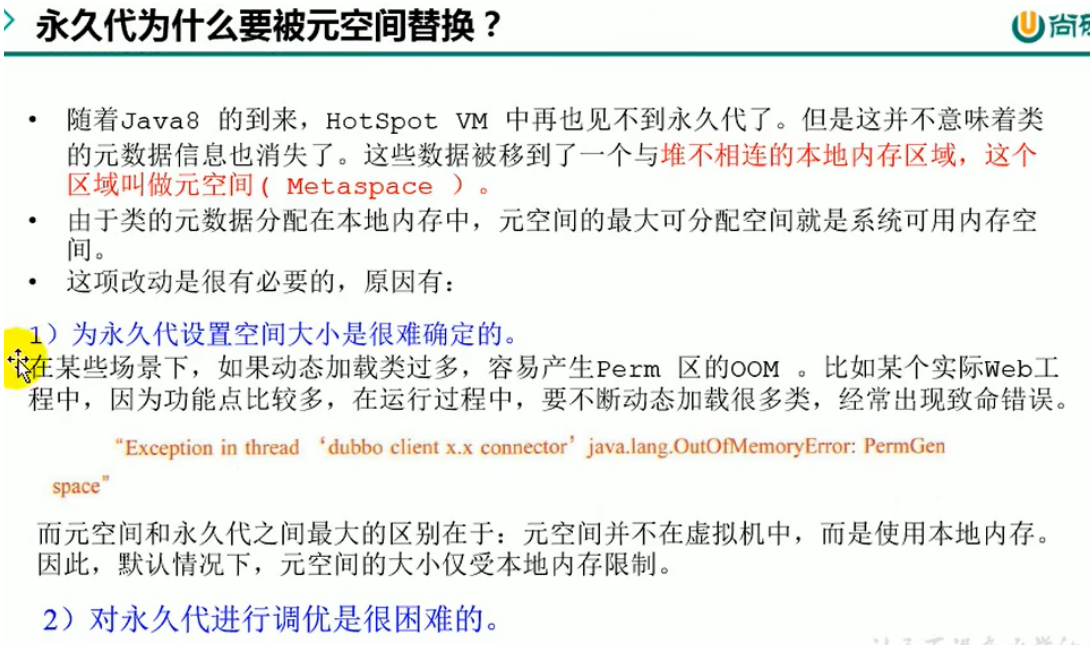 永久代为什么要被元空间替换？
尚
• 随着Java8 的到来，HotSpot VM 中再也见不到永久代了。但是这并不意味着类
的元数据信息也消失了。这些数据被移到了一个与堆不相连的本地内存区域，这个
区域叫做元空间( Metaspace )。
• 由于类的元数据分配在本地内存中，元空间的最大可分配空间就是系统可用内存空
间。
• 这项改动是很有必要的，原因有：
1）为永久代设置空间大小是很难确定的。
在某些场景下，如果动态加载类过多，容易产生Perm 区的OOM 。比如某个实际Web工
程中，因为功能点比较多，在运行过程中，要不断动态加载很多类，经常出现致命错误。
“Exception in thread ‘dubbo client x.x connector’ java.lang.OutOfMemoryError: PermGen
space”
而元空间和永久代之间最大的区别在于：元空间并不在虚拟机中，而是使用本地内存。
因此，默认情况下，元空间的大小仅受本地内存限制。
2）对永久代进行调优是很困难的。